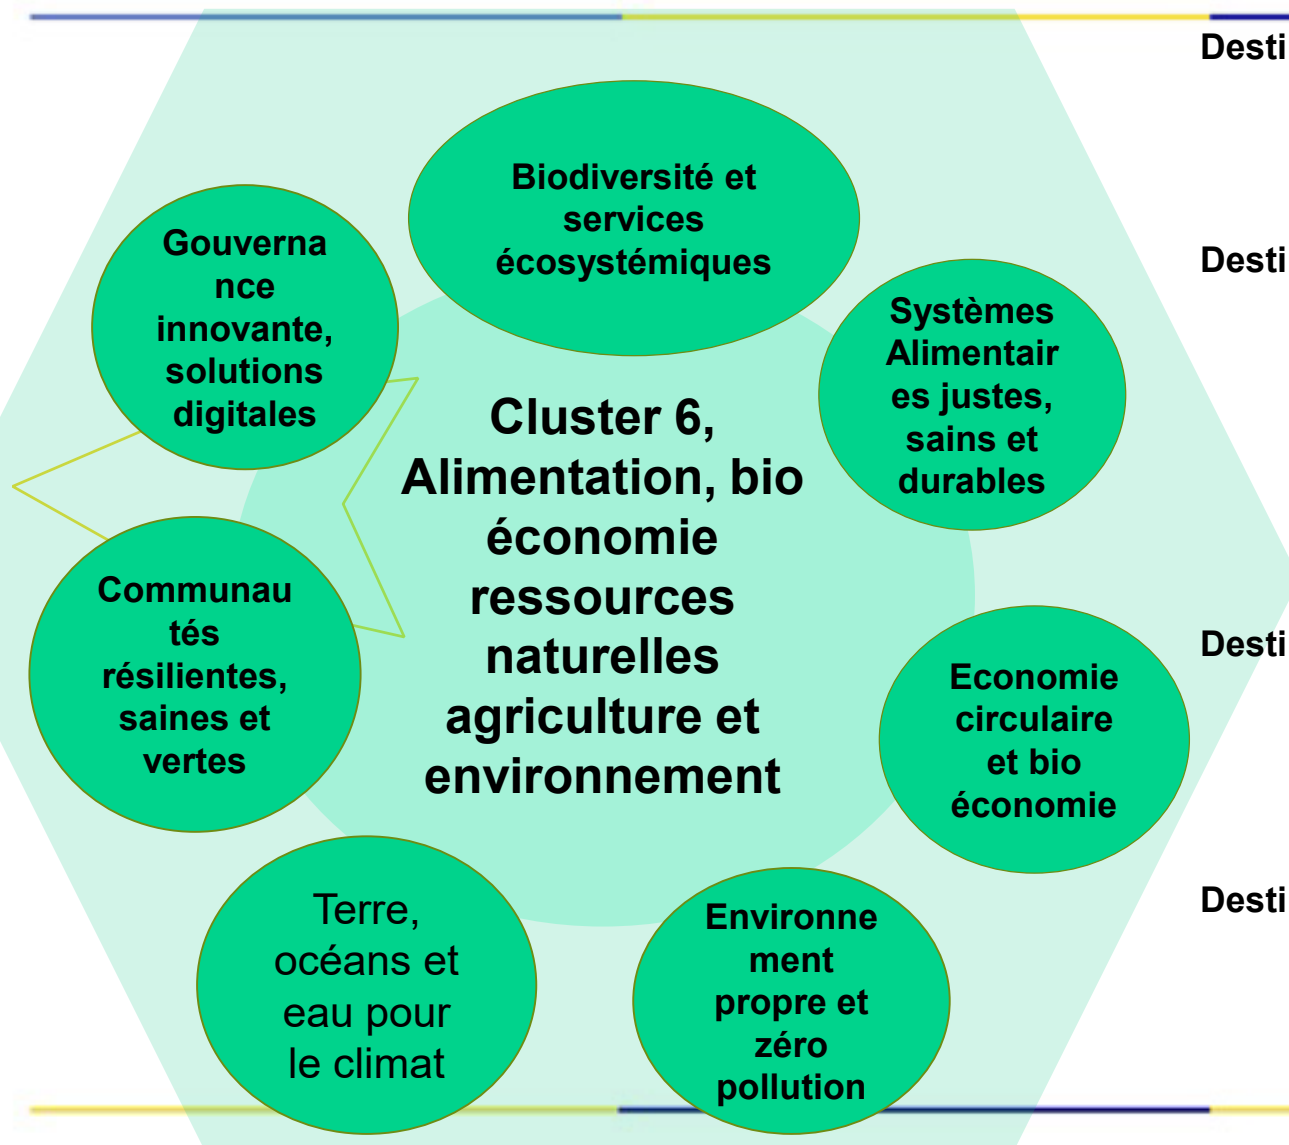 Biodiversité et
services
écosystémiques
Gouverna
nce
innovante,
solutions
digitales
Systèmes
Alimentair
es justes,
sains et
durables
Cluster 6,
Alimentation, bio
économie
ressources
naturelles
agriculture et
environnement
Communau
tés
résilientes,
saines et
vertes
Economie
circulaire
et bio
économie
Terre,
océans et
eau pour
le climat
Environne
ment
propre et
zéro
pollution
Desti
Desti
Desti
Desti